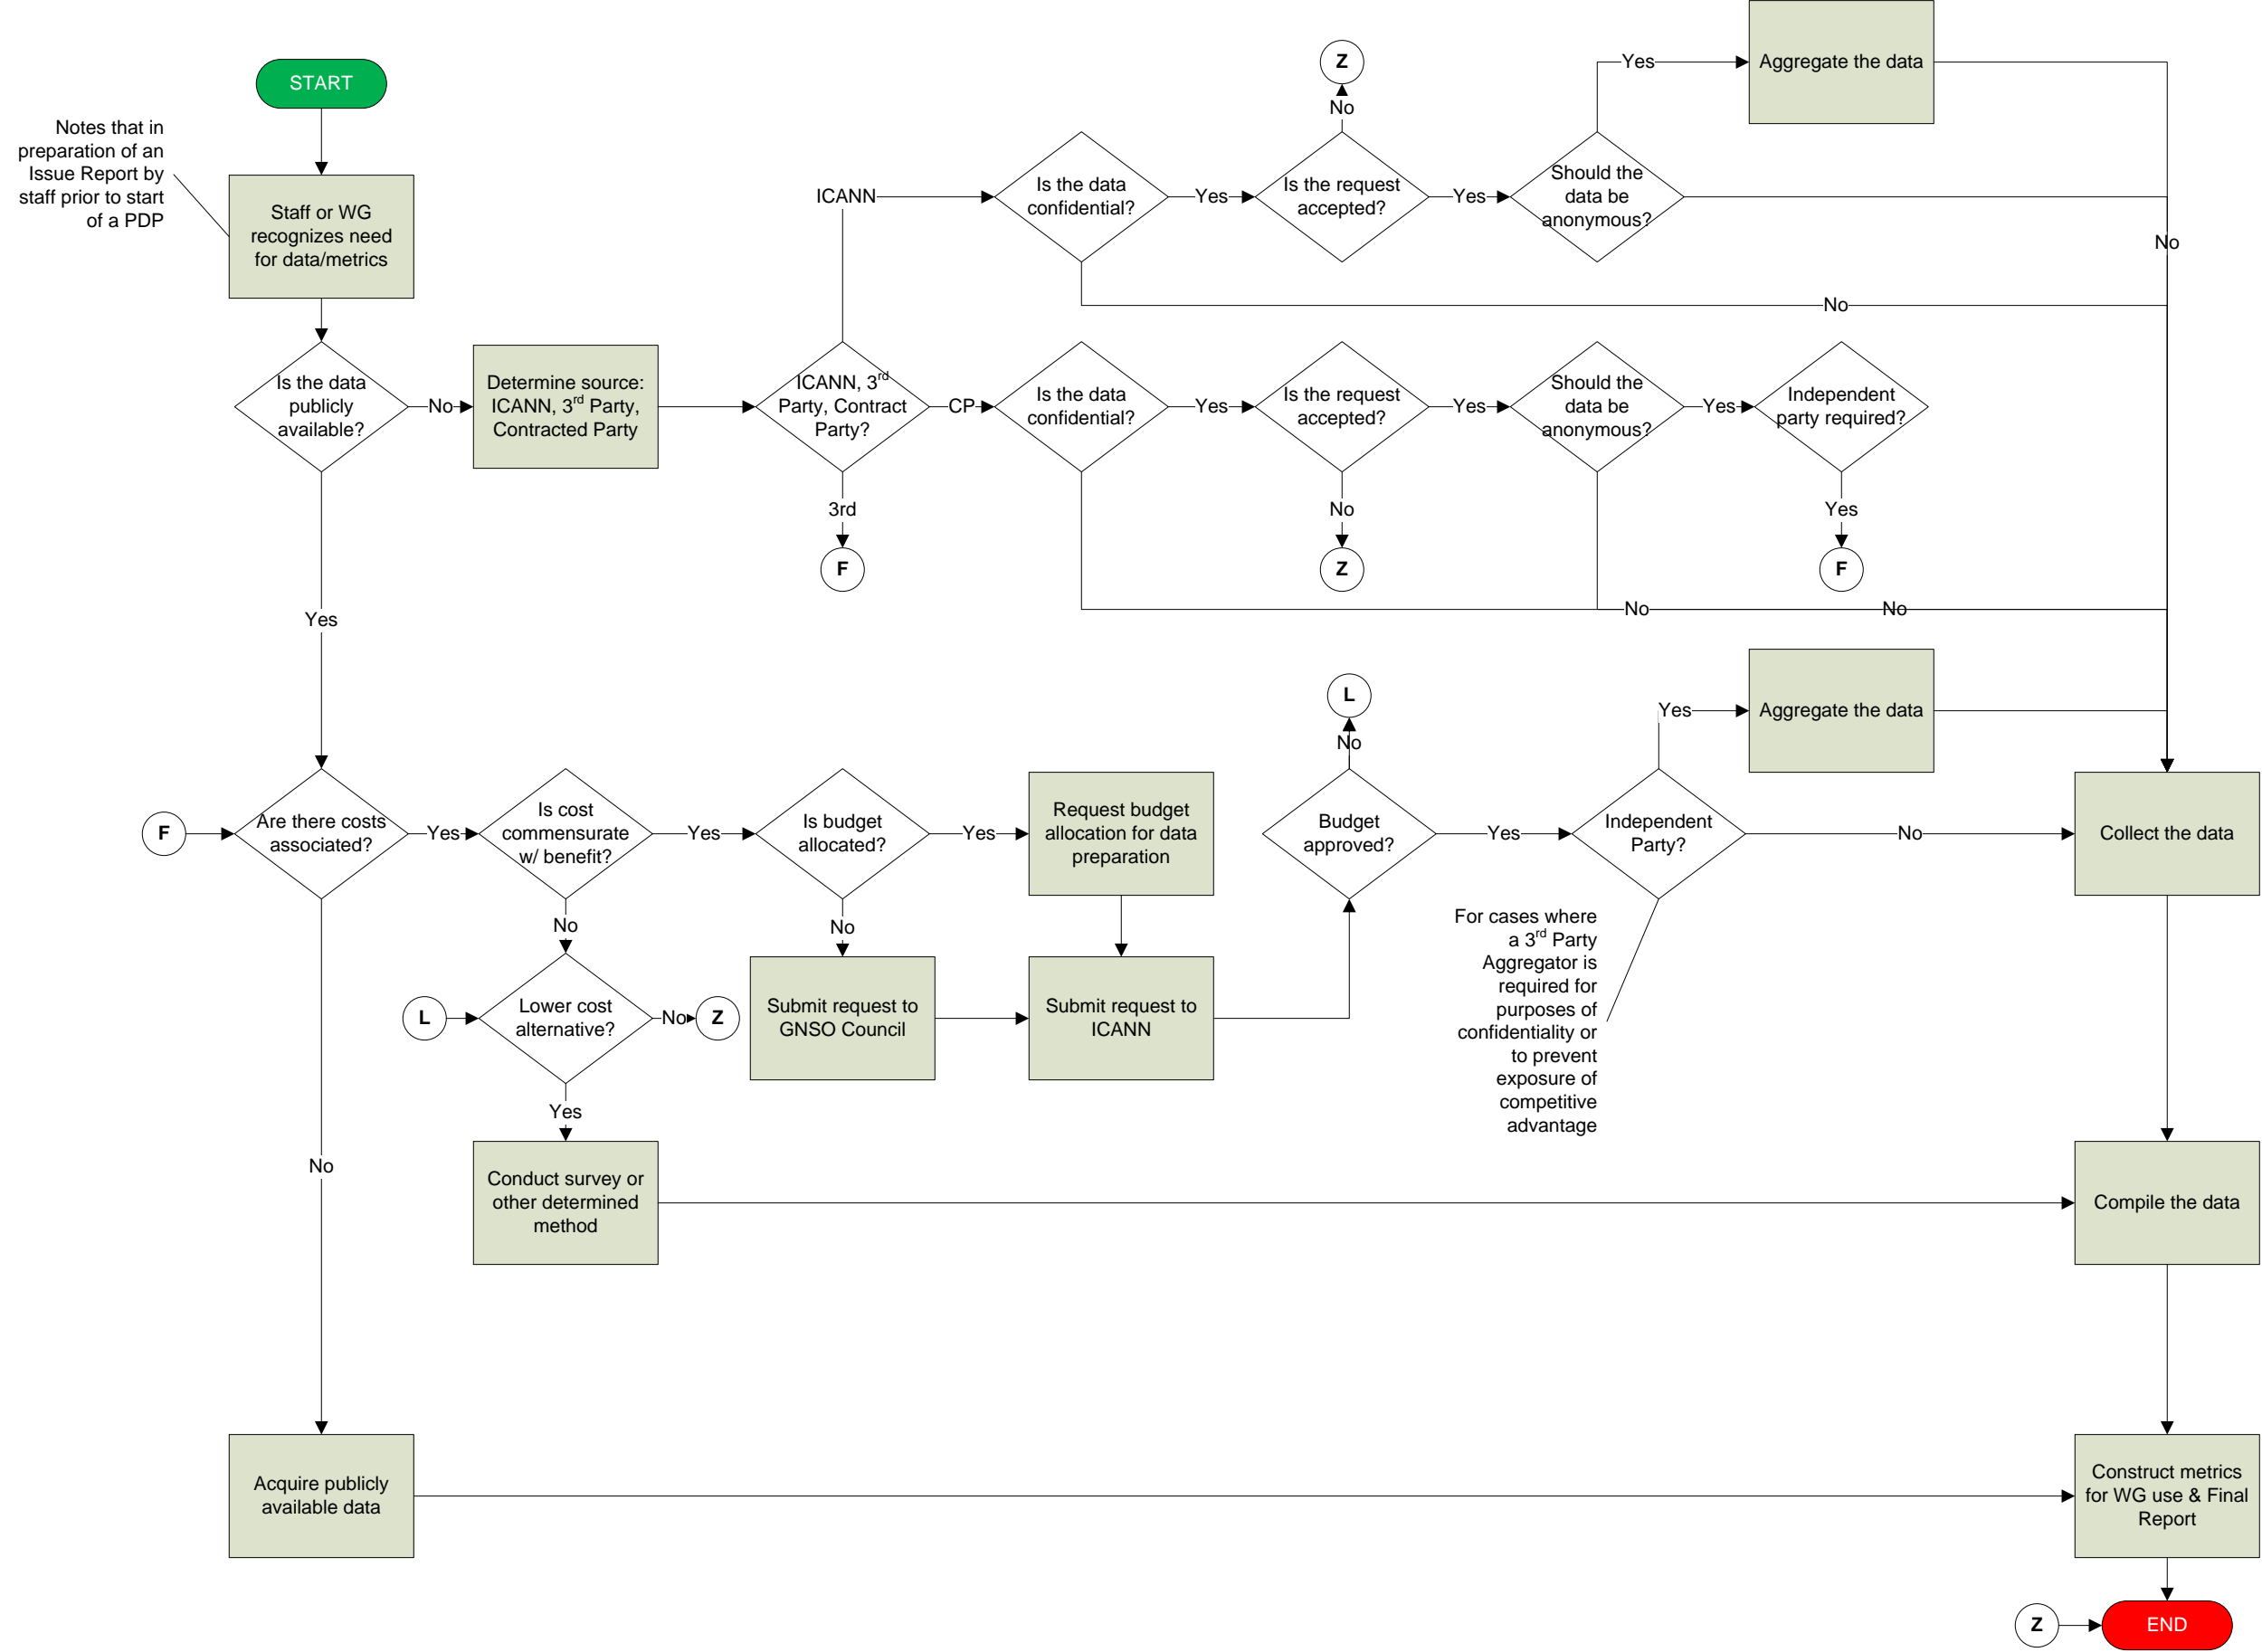 START
Notes that in
preparation of an
Issue Report by
staff prior to start
of a PDP
Staff or WG
recognizes need
for data/metrics
Is the data
publicly
available?
No
Yes
Determine source:
ICANN, 3rd Party,
Contracted Party
ICANN, 3rd
Party, Contract
Party?
ICANN
CP
3rd
F
Is the data
confidential?
Yes
No
Is the request
accepted?
No
Z
Yes
Should the
data be
anonymous?
Yes
No
Aggregate the data
Is the data
confidential?
Yes
No
Is the request
accepted?
Yes
No
Z
Should the
data be
anonymous?
Yes
No
Independent
party required?
Yes
F
F
Are there costs
associated?
Yes
No
Is cost
commensurate
w/ benefit?
Yes
No
Is budget
allocated?
Yes
No
Request budget
allocation for data
preparation
L
Lower cost
alternative?
No
Z
Yes
Submit request to
GNSO Council
Submit request to
ICANN
Budget
approved?
No
L
Yes
Independent
Party?
Yes
No
Aggregate the data
For cases where
a 3rd Party
Aggregator is
required for
purposes of
confidentiality or
to prevent
exposure of
competitive
advantage
Collect the data
Conduct survey or
other determined
method
Compile the data
Acquire publicly
available data
Construct metrics
for WG use & Final
Report
Z
END